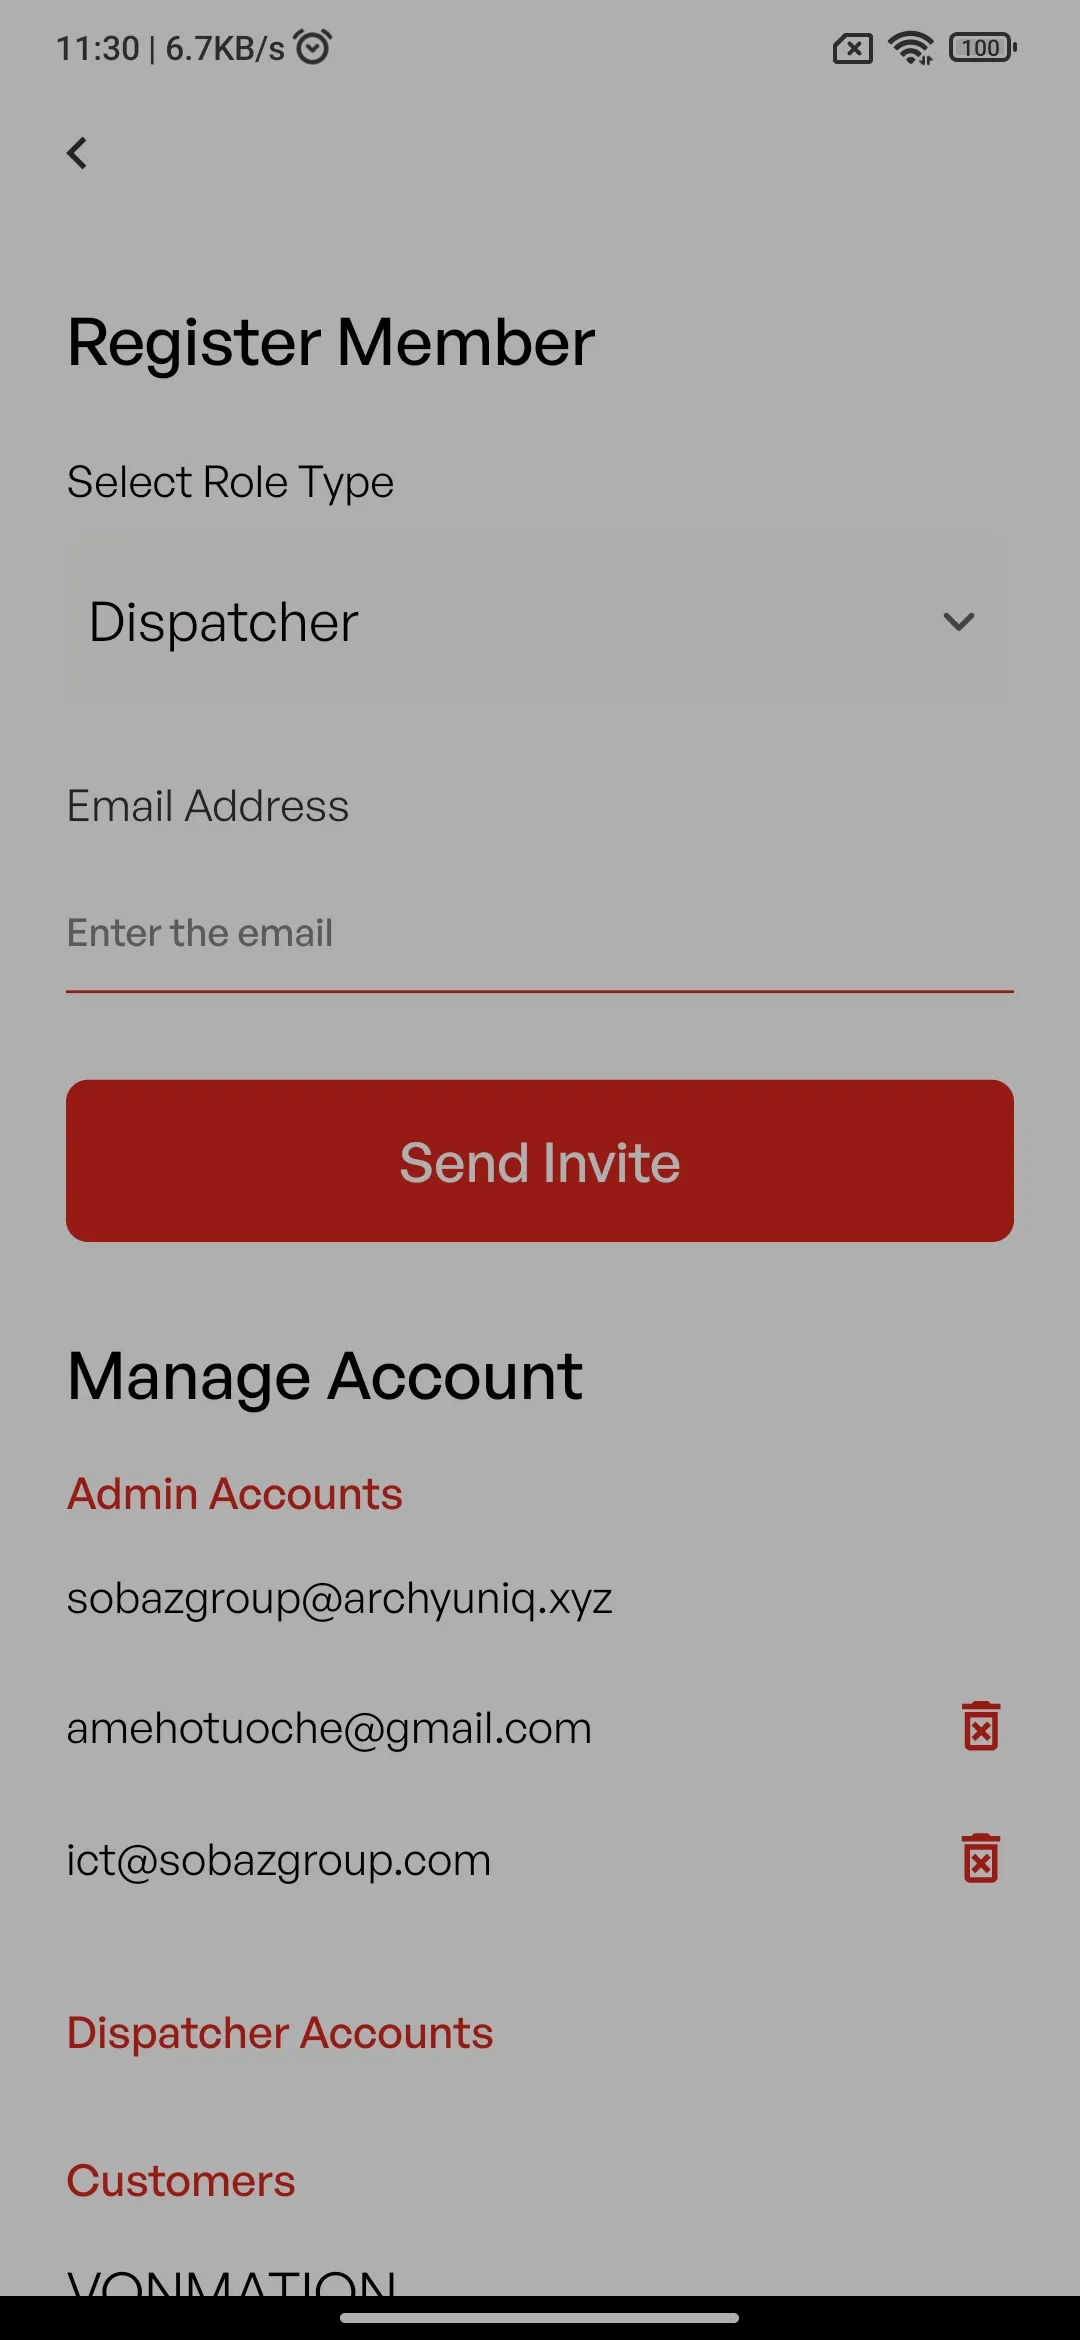 11:30 | 6.7KB/s
100
Register Member
Select Role Type
Dispatcher
Email Address
Enter the email
Send Invite
Manage Account
Admin Accounts
sobazgroup@archyuniq.xyz
amehotuoche@gmail.com
ict@sobazgroup.com
Dispatcher Accounts
Customers
VONMATION